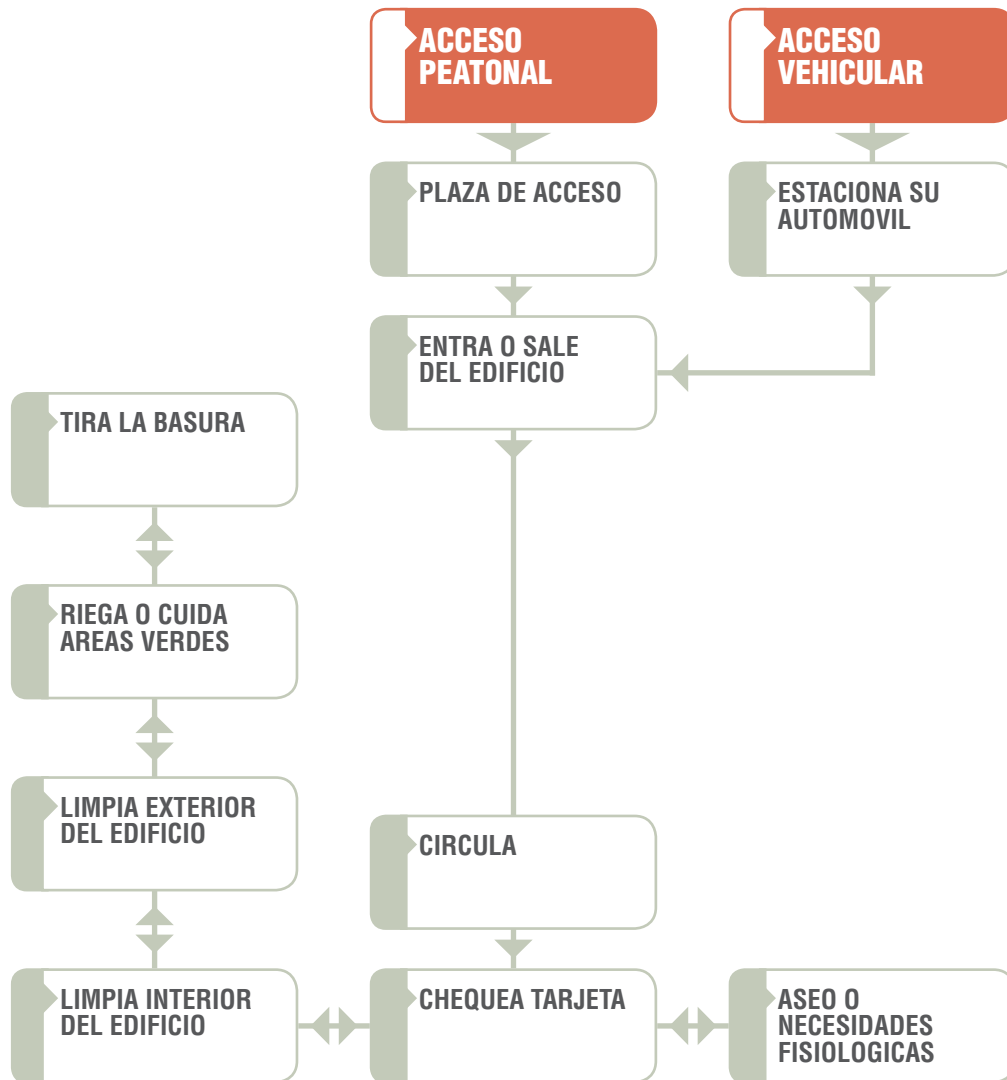 ACCESO
PEATONAL
ACCESO
VEHICULAR
PLAZA DE ACCESO
ESTACIONA SU
AUTOMOVIL
ENTRA O SALE
DEL EDIFICIO
TIRA LA BASURA
RIEGA O CUIDA
AREAS VERDES
LIMPIA EXTERIOR
DEL EDIFICIO
CIRCULA
LIMPIA INTERIOR
DEL EDIFICIO
CHEQUEA TARJETA
ASEO O
NECESIDADES
FISIOLOGICAS